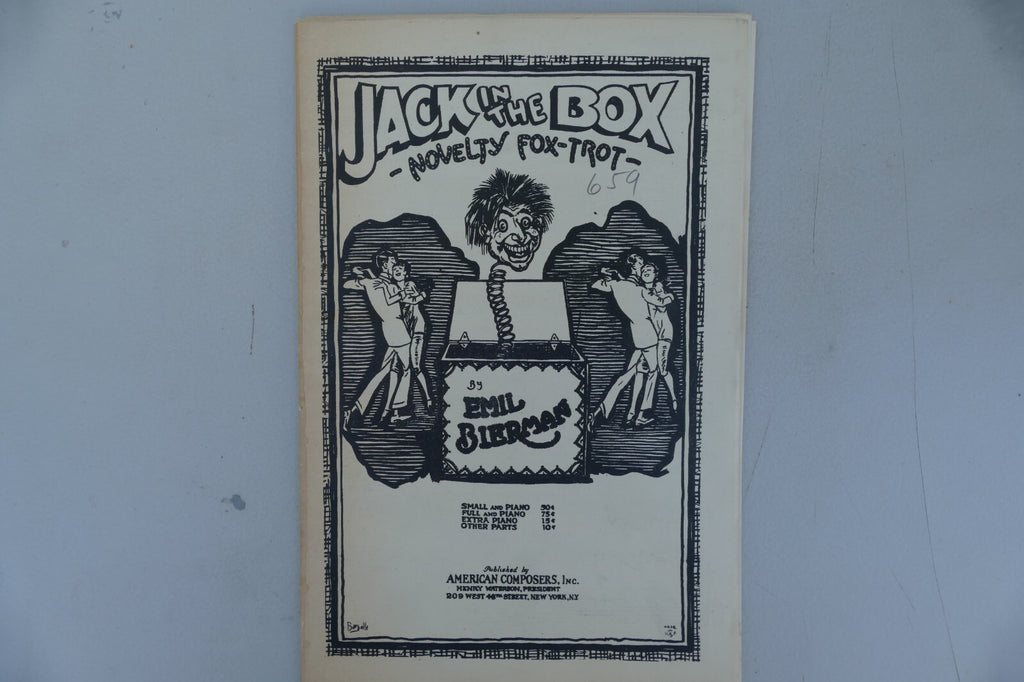 JACK IN THE BOX
- NOVELTY FOX-TROT -
659
By
EMIL
BIERMAN
SMALL AND PIANO 50¢
FULL AND PIANO 75¢
EXTRA PIANO 15¢
OTHER PARTS 10¢
Published by
AMERICAN COMPOSERS, INC.
HENRY WATERSON, PRESIDENT
209 WEST 48TH STREET, NEW YORK, N.Y